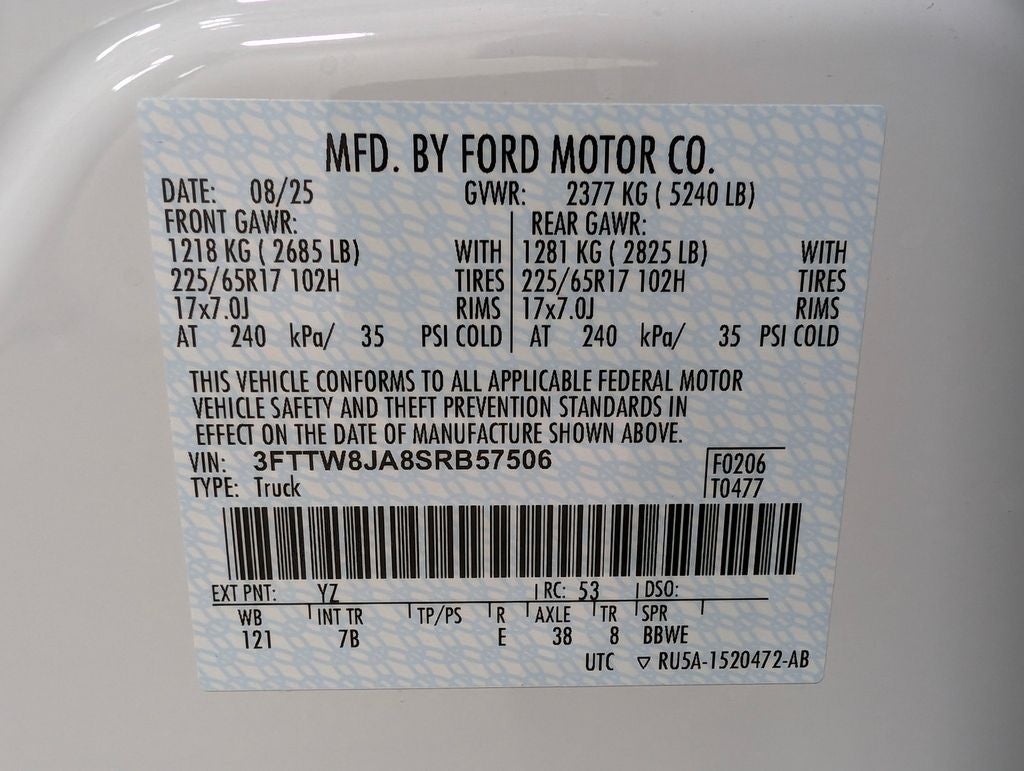 MFD. BY FORD MOTOR CO.
DATE: 08/25 GVWR: 2377 KG ( 5240 LB)
FRONT GAWR: REAR GAWR:
1218 KG ( 2685 LB) WITH 1281 KG ( 2825 LB) WITH
225/65R17 102H TIRES 225/65R17 102H TIRES
17x7.0J RIMS 17x7.0J RIMS
AT 240 kPa/ 35 PSI COLD AT 240 kPa/ 35 PSI COLD
THIS VEHICLE CONFORMS TO ALL APPLICABLE FEDERAL MOTOR
VEHICLE SAFETY AND THEFT PREVENTION STANDARDS IN
EFFECT ON THE DATE OF MANUFACTURE SHOWN ABOVE.
VIN: 3FTTW8JA8SRB57506 F0206
TYPE: Truck T0477
EXT PNT: YZ RC: 53 DSO:
WB INT TR TP/PS R AXLE TR SPR
121 7B E 38 8 BBWE
UTC ▽ RU5A-1520472-AB